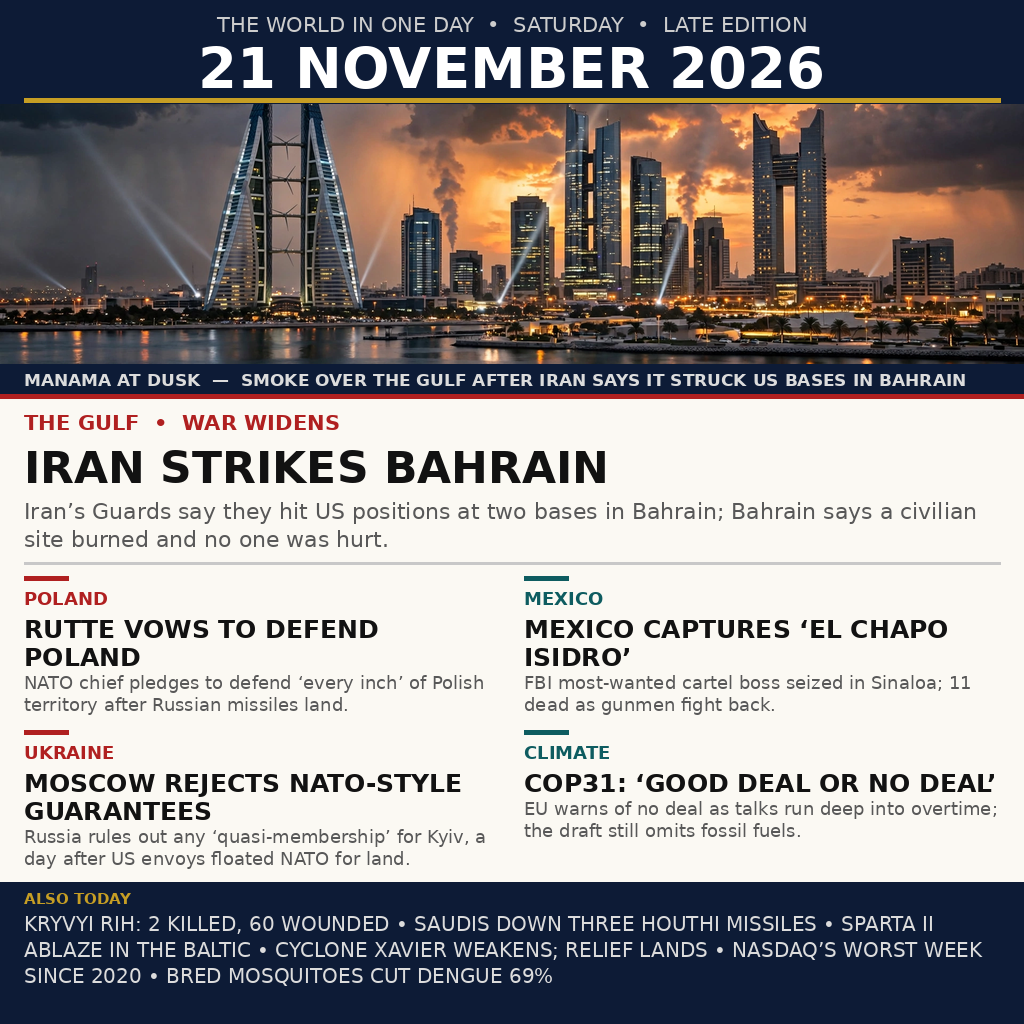 THE WORLD IN ONE DAY • SATURDAY • LATE EDITION
21 NOVEMBER 2026
MANAMA AT DUSK — SMOKE OVER THE GULF AFTER IRAN SAYS IT STRUCK US BASES IN BAHRAIN
THE GULF • WAR WIDENS
IRAN STRIKES BAHRAIN
Iran’s Guards say they hit US positions at two bases in Bahrain; Bahrain says a civilian
site burned and no one was hurt.
POLAND
RUTTE VOWS TO DEFEND
POLAND
NATO chief pledges to defend ‘every inch’ of Polish
territory after Russian missiles land.
MEXICO
MEXICO CAPTURES ‘EL CHAPO
ISIDRO’
FBI most-wanted cartel boss seized in Sinaloa; 11
dead as gunmen fight back.
UKRAINE
MOSCOW REJECTS NATO-STYLE
GUARANTEES
Russia rules out any ‘quasi-membership’ for Kyiv, a
day after US envoys floated NATO for land.
CLIMATE
COP31: ‘GOOD DEAL OR NO DEAL’
EU warns of no deal as talks run deep into overtime;
the draft still omits fossil fuels.
ALSO TODAY
KRYVYI RIH: 2 KILLED, 60 WOUNDED • SAUDIS DOWN THREE HOUTHI MISSILES • SPARTA II
ABLAZE IN THE BALTIC • CYCLONE XAVIER WEAKENS; RELIEF LANDS • NASDAQ’S WORST WEEK
SINCE 2020 • BRED MOSQUITOES CUT DENGUE 69%